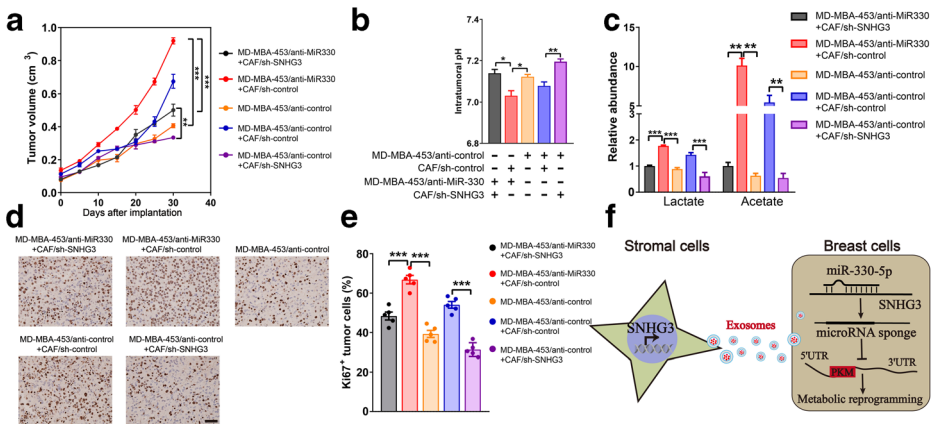 a
Tumor volume (cm³)
1.0
0.8
0.6
0.4
0.2
0.0
0
10
20
30
40
Days after implantation
***
***
**
MD-MBA-453/anti-MiR330
+CAF/sh-SNHG3
MD-MBA-453/anti-MiR330
+CAF/sh-control
MD-MBA-453/anti-control
MD-MBA-453/anti-control
+CAF/sh-control
MD-MBA-453/anti-control
+CAF/sh-SNHG3
b
Intratumoral pH
7.4
7.2
7.0
6.8
*
*
**
MD-MBA-453/anti-control − − + + +
CAF/sh-control − + − + −
MD-MBA-453/anti-MiR-330 + + − − −
CAF/sh-SNHG3 + − − − +
c
Relative abundance
15
10
5
2
1
0
***
***
***
**
**
**
Lactate
Acetate
MD-MBA-453/anti-MiR330
+CAF/sh-SNHG3
MD-MBA-453/anti-MiR330
+CAF/sh-control
MD-MBA-453/anti-control
MD-MBA-453/anti-control
+CAF/sh-control
MD-MBA-453/anti-control
+CAF/sh-SNHG3
d
MD-MBA-453/anti-MiR330
+CAF/sh-SNHG3
MD-MBA-453/anti-MiR330
+CAF/sh-control
MD-MBA-453/anti-control
MD-MBA-453/anti-control
+CAF/sh-control
MD-MBA-453/anti-control
+CAF/sh-SNHG3
e
Ki67⁺ tumor cells (%)
80
60
40
20
0
***
***
***
MD-MBA-453/anti-MiR330
+CAF/sh-SNHG3
MD-MBA-453/anti-MiR330
+CAF/sh-control
MD-MBA-453/anti-control
MD-MBA-453/anti-control
+CAF/sh-control
MD-MBA-453/anti-control
+CAF/sh-SNHG3
f
Stromal cells
SNHG3
Exosomes
Breast cells
miR-330-5p
SNHG3
microRNA sponge
5'UTR
3'UTR
PKM
Metabolic reprogramming